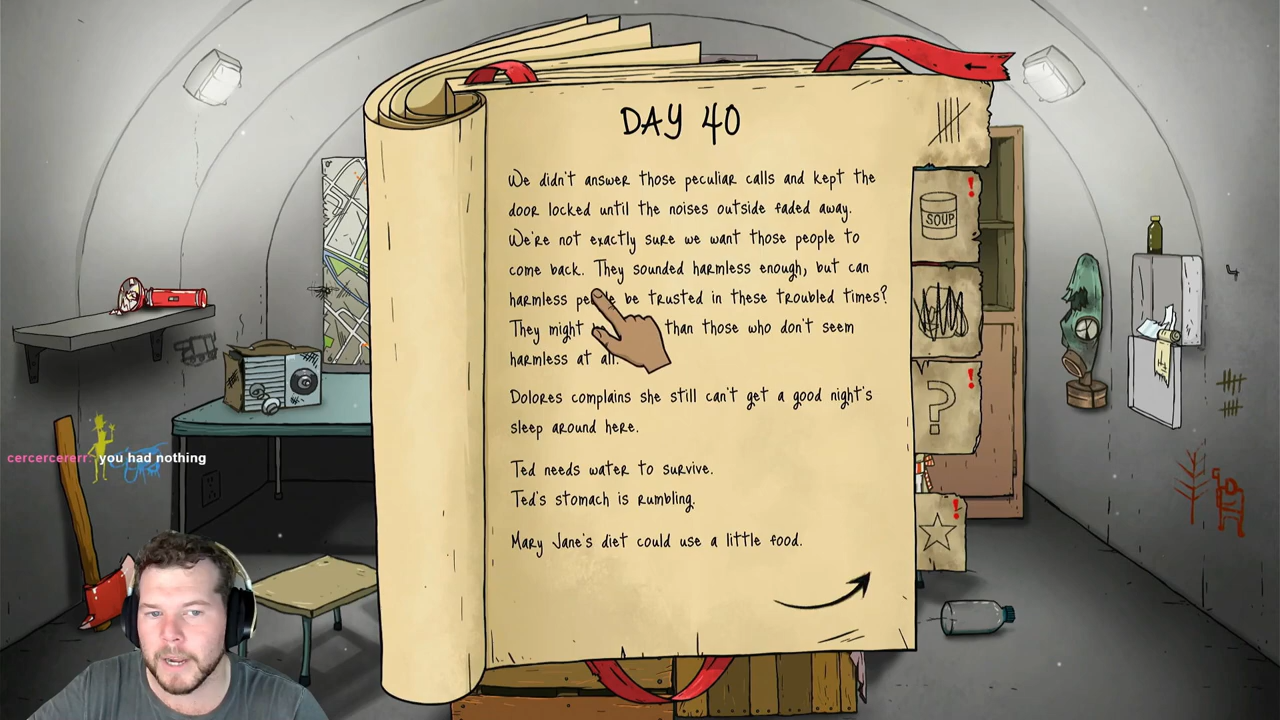 DAY 40
We didn't answer those peculiar calls and kept the
door locked until the noises outside faded away.
We're not exactly sure we want those people to
come back. They sounded harmless enough, but can
harmless be trusted in these troubled times?
They might than those who don't seem
harmless at all.
Dolores complains she still can't get a good night's
sleep around here.
Ted needs water to survive.
Ted's stomach is rumbling.
Mary Jane's diet could use a little food.
SOUP
!
!
?
!
cercercererr: you had nothing